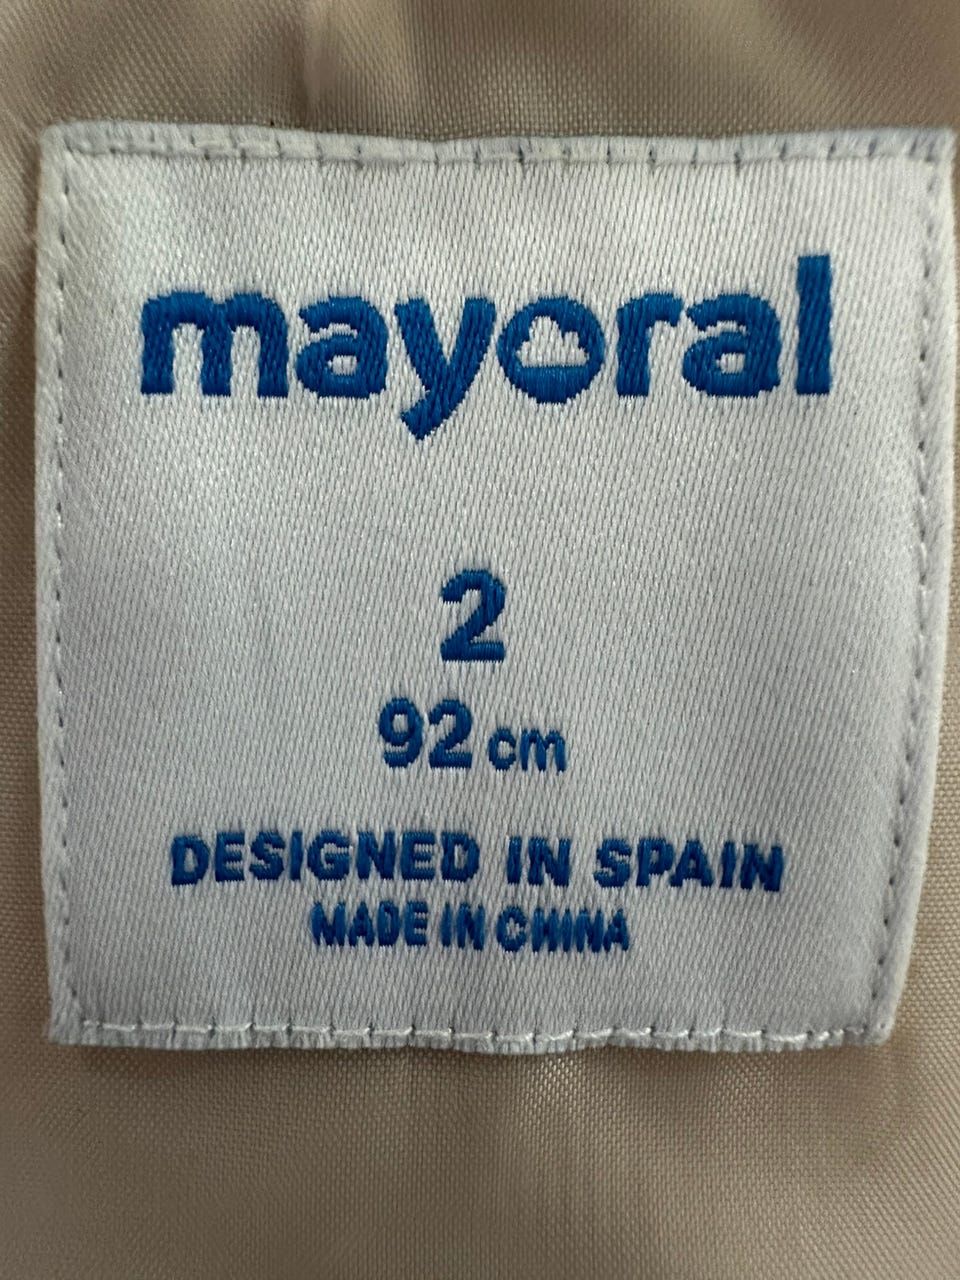 mayoral
2
92 cm
DESIGNED IN SPAIN
MADE IN CHINA